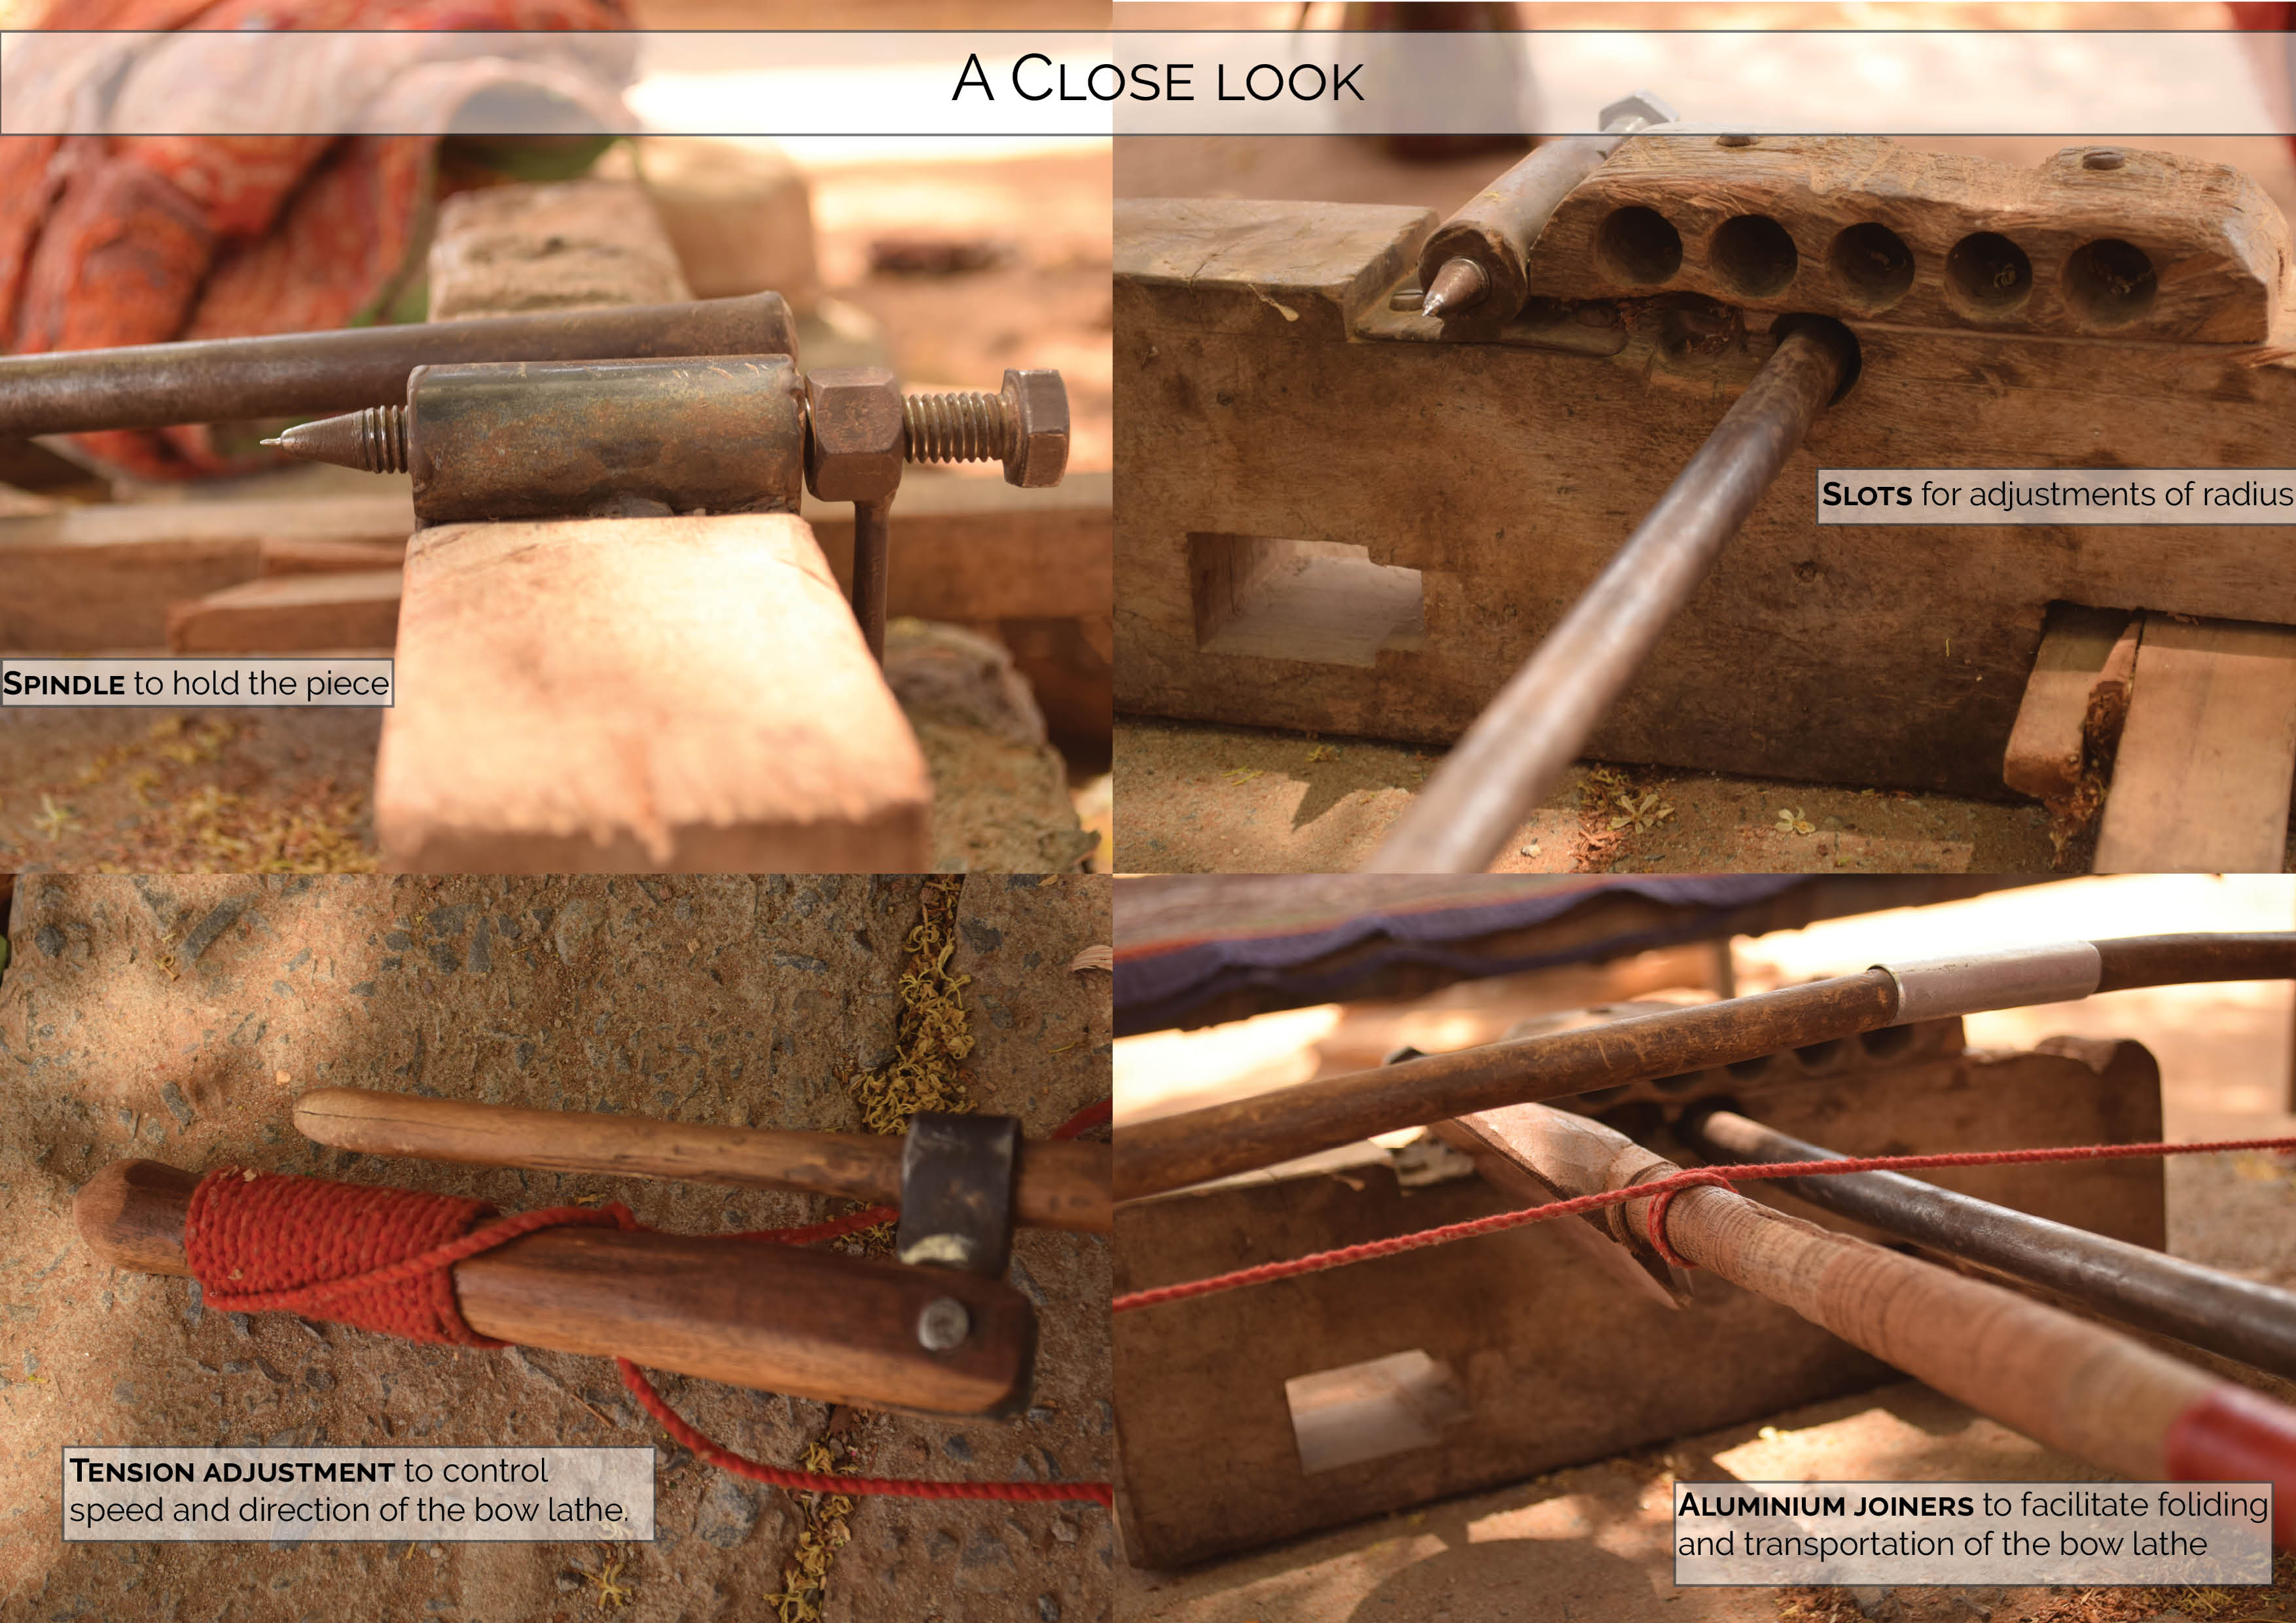 A Close look
Slots for adjustments of radius
Spindle to hold the piece
Tension adjustment to control
speed and direction of the bow lathe.
Aluminium joiners to facilitate foliding
and transportation of the bow lathe